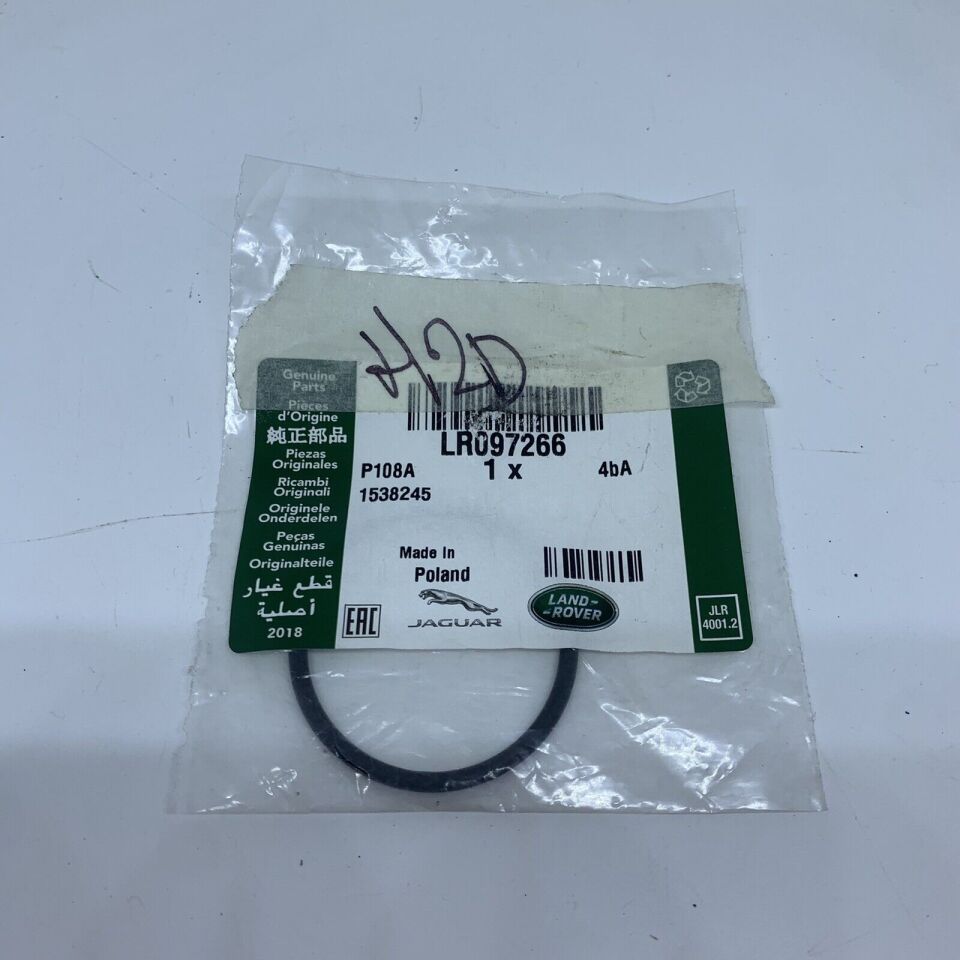 H2D
Genuine
Parts
Pièces
d'Origine
純正部品
Piezas
Originales
Ricambi
Originali
Originele
Onderdelen
Peças
Genuinas
Originalteile
قطع غيار
أصلية
2018
LR097266
1 x
P108A
4bA
1538245
Made In
Poland
EAC
JAGUAR
LAND-
-ROVER
JLR
4001.2